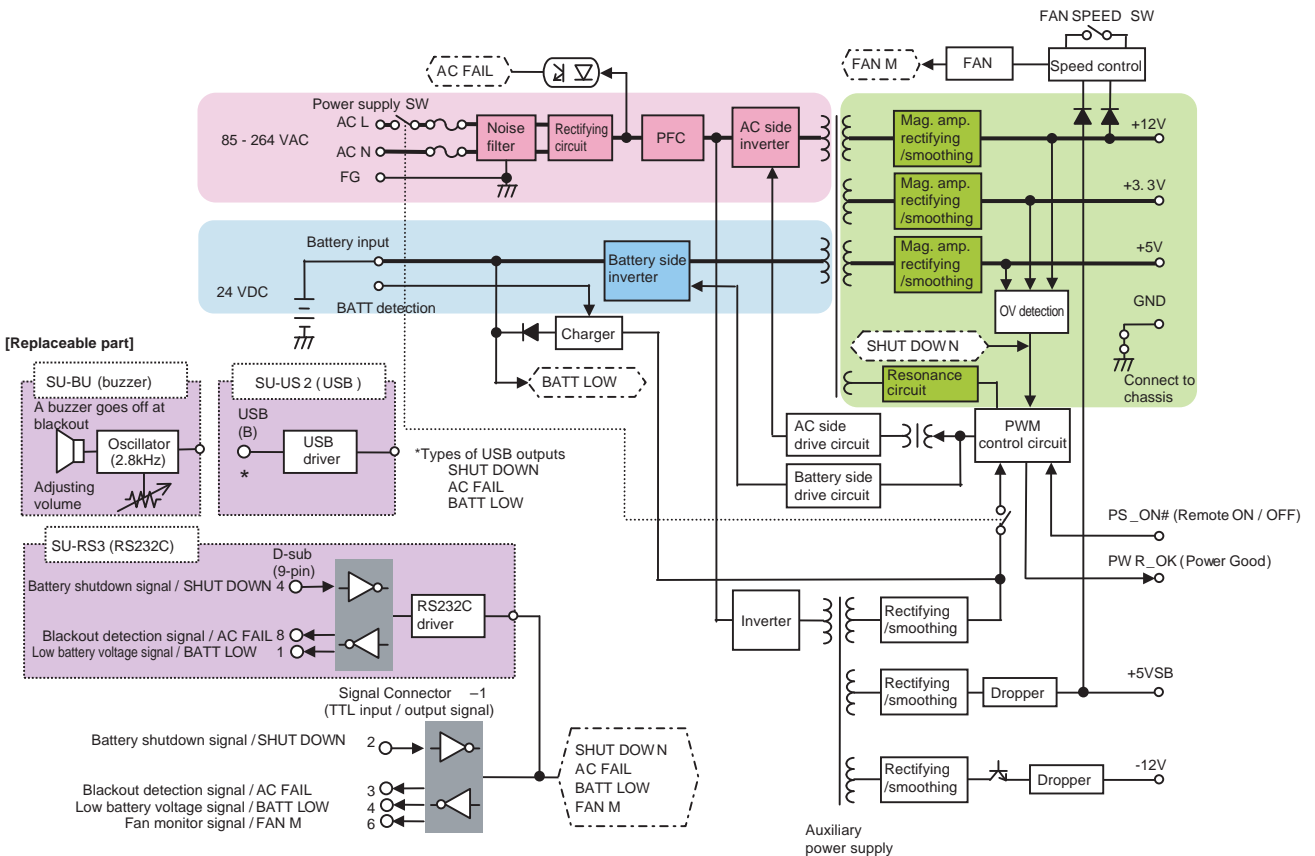 FAN SPEED SW
AC FAIL
FAN M
FAN
Speed control
Power supply SW
AC L
85 - 264 VAC
AC N
FG
Noise
filter
Rectifying
circuit
PFC
AC side
inverter
Mag. amp.
rectifying
/smoothing
+12V
Mag. amp.
rectifying
/smoothing
+3. 3V
Battery input
24 VDC
BATT detection
Battery side
inverter
Mag. amp.
rectifying
/smoothing
+5V
OV detection
GND
Charger
SHUT DOWN
BATT LOW
Resonance
circuit
Connect to
chassis
[Replaceable part]
SU-BU (buzzer)
A buzzer goes off at
blackout
Oscillator
(2.8kHz)
Adjusting
volume
SU-US 2 (USB )
USB
(B)
*
USB
driver
*Types of USB outputs
SHUT DOWN
AC FAIL
BATT LOW
AC side
drive circuit
Battery side
drive circuit
PWM
control circuit
PS_ON# (Remote ON / OFF)
PW R_OK (Power Good)
SU-RS3 (RS232C)
D-sub
(9-pin)
Battery shutdown signal / SHUT DOWN 4
Blackout detection signal / AC FAIL 8
Low battery voltage signal / BATT LOW 1
RS232C
driver
Inverter
Rectifying
/smoothing
Rectifying
/smoothing
Dropper
+5VSB
Rectifying
/smoothing
Dropper
-12V
Auxiliary
power supply
Signal Connector –1
(TTL input / output signal)
Battery shutdown signal / SHUT DOWN 2
Blackout detection signal / AC FAIL 3
Low battery voltage signal / BATT LOW 4
Fan monitor signal / FAN M 6
SHUT DOWN
AC FAIL
BATT LOW
FAN M